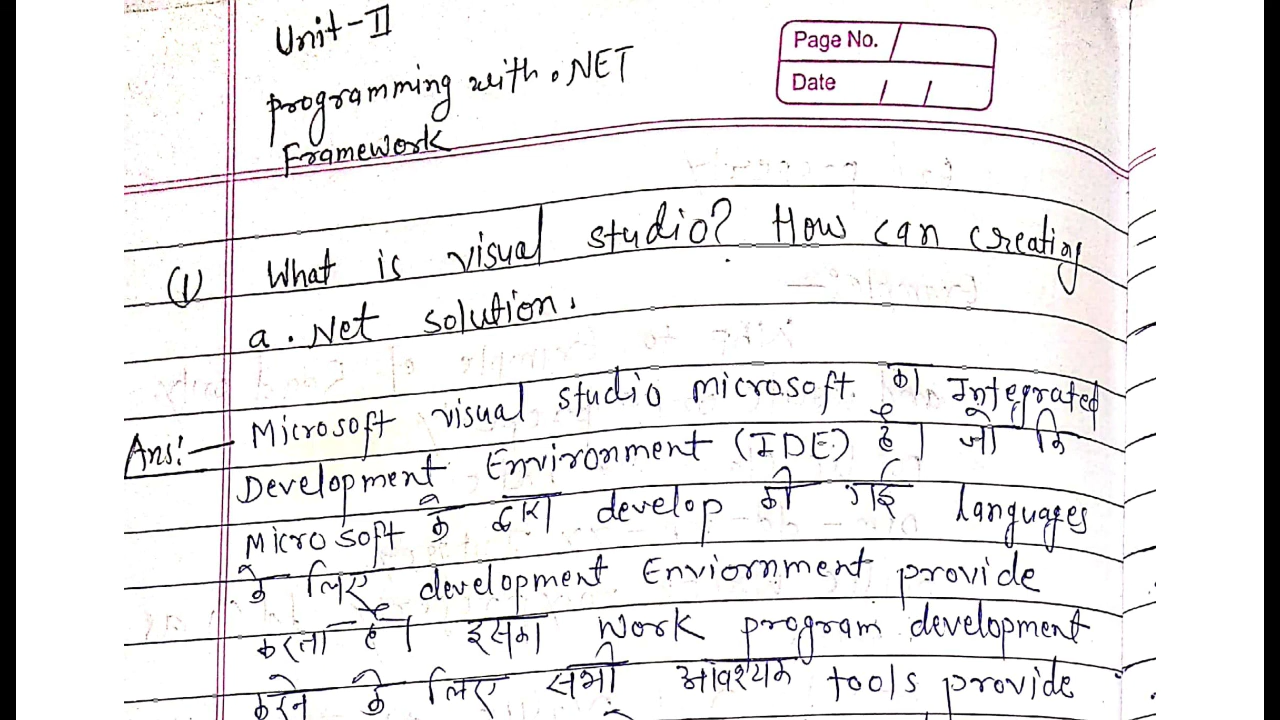 Unit-II
Page No.
programming with .NET
Date / /
Framework
(1) What is visual studio? How can creating
a .Net solution.
Ans:- Microsoft visual studio microsoft का Integrated
Development Environment (IDE) है। जो कि
Microsoft के द्वारा develop की गई languages
के लिए development Enviornment provide
करता है। इसका work program development
करने के लिए सभी आवश्यक tools provide